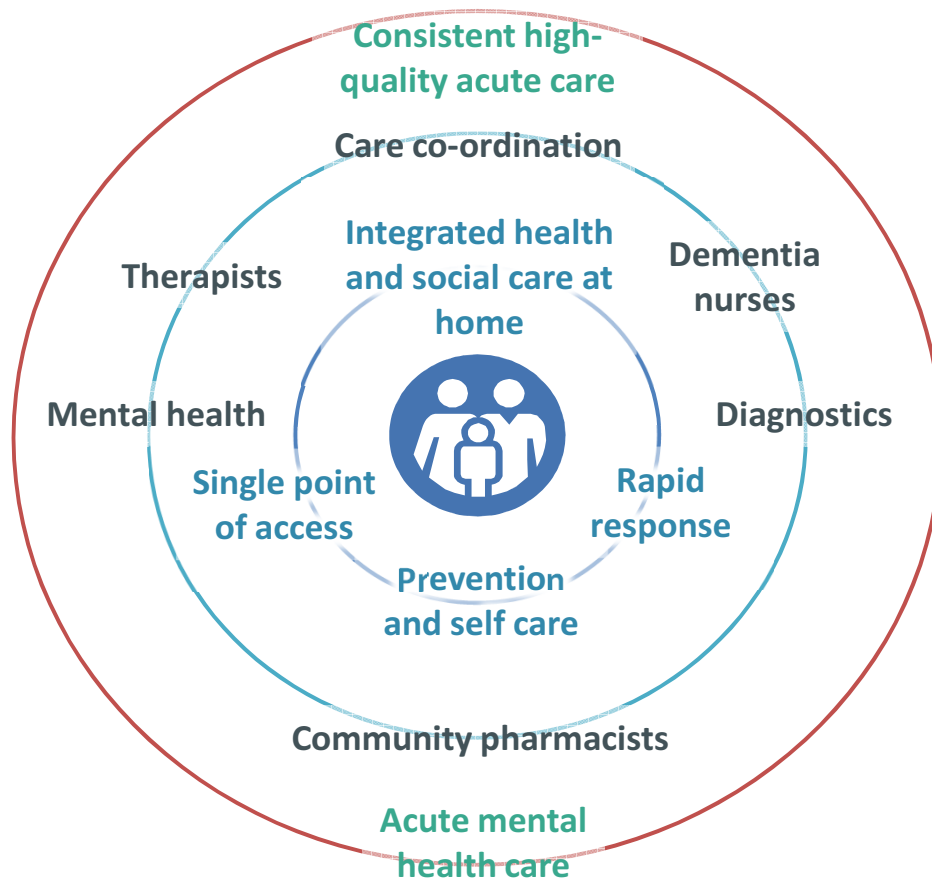 Consistent high-
quality acute care
Care co-ordination
Integrated health
and social care at
home
Therapists
Dementia
nurses
Mental health
Diagnostics
Single point
of access
Rapid
response
Prevention
and self care
Community pharmacists
Acute mental
health care